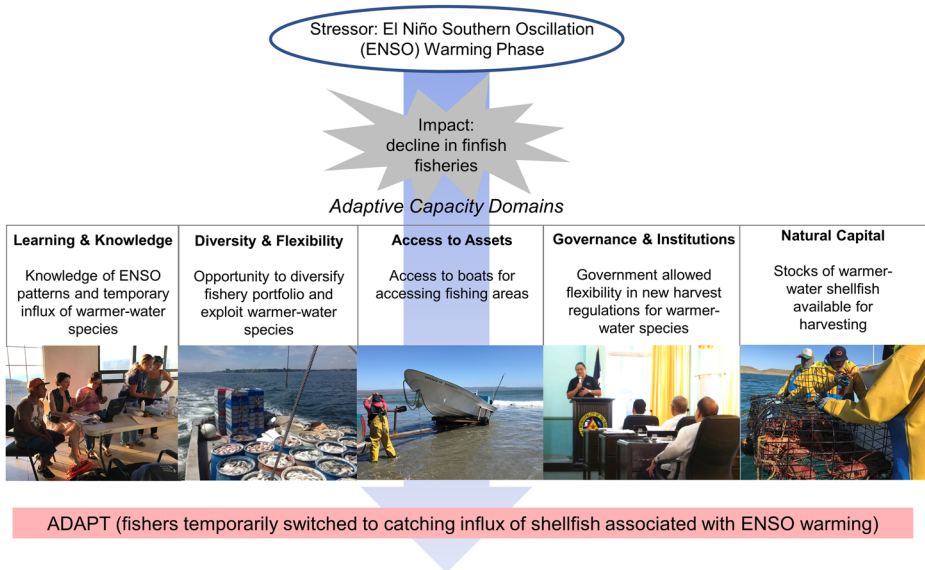 Stressor: El Niño Southern Oscillation
(ENSO) Warming Phase
Impact:
decline in finfish
fisheries
Adaptive Capacity Domains
Learning & Knowledge
Knowledge of ENSO
patterns and temporary
influx of warmer-water
species
Diversity & Flexibility
Opportunity to diversify
fishery portfolio and
exploit warmer-water
species
Access to Assets
Access to boats for
accessing fishing areas
Governance & Institutions
Government allowed
flexibility in new harvest
regulations for warmer-
water species
Natural Capital
Stocks of warmer-
water shellfish
available for
harvesting
ADAPT (fishers temporarily switched to catching influx of shellfish associated with ENSO warming)